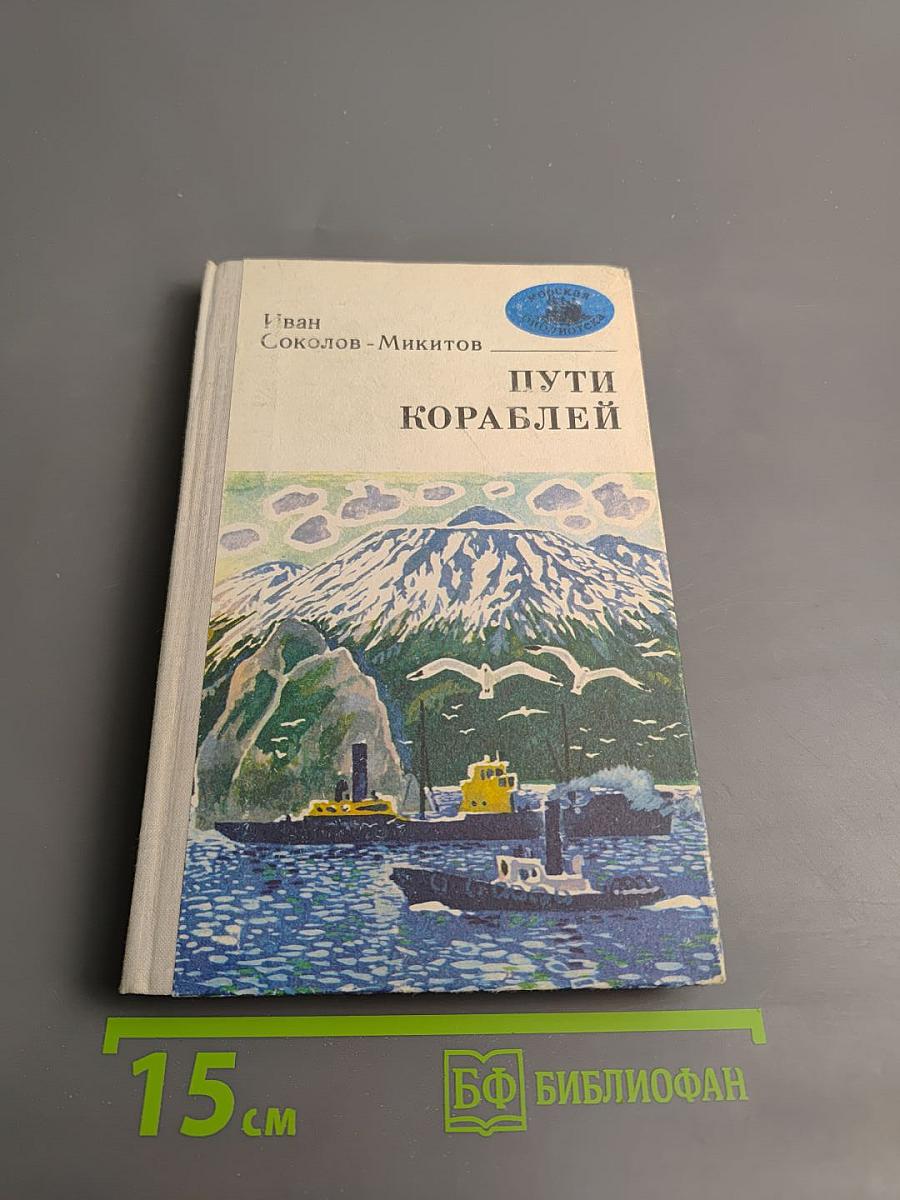 морская
библиотека
Иван
Соколов-Микитов
ПУТИ
КОРАБЛЕЙ
15 см
БФ БИБЛИОФАН